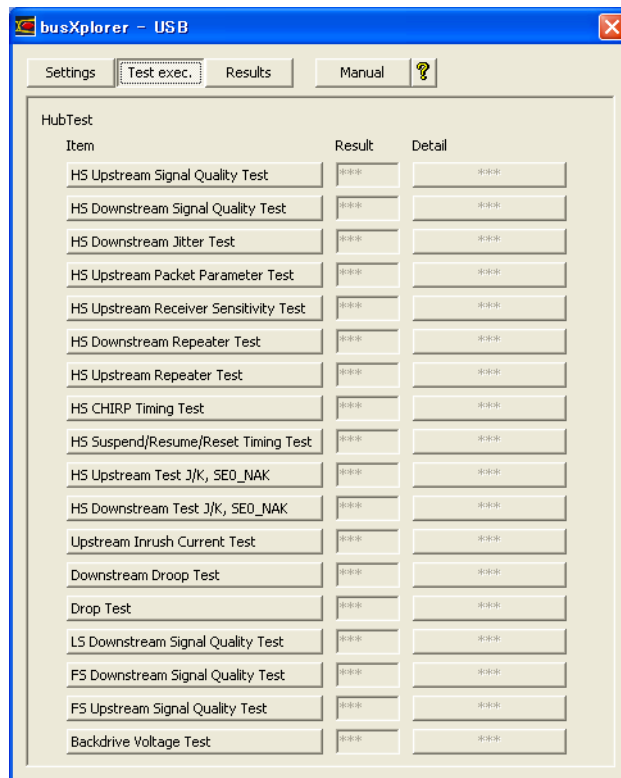 busXplorer - USB
Settings Test exec. Results Manual ?
HubTest
Item Result Detail
HS Upstream Signal Quality Test *** ***
HS Downstream Signal Quality Test *** ***
HS Downstream Jitter Test *** ***
HS Upstream Packet Parameter Test *** ***
HS Upstream Receiver Sensitivity Test *** ***
HS Downstream Repeater Test *** ***
HS Upstream Repeater Test *** ***
HS CHIRP Timing Test *** ***
HS Suspend/Resume/Reset Timing Test *** ***
HS Upstream Test J/K, SE0_NAK *** ***
HS Downstream Test J/K, SE0_NAK *** ***
Upstream Inrush Current Test *** ***
Downstream Droop Test *** ***
Drop Test *** ***
LS Downstream Signal Quality Test *** ***
FS Downstream Signal Quality Test *** ***
FS Upstream Signal Quality Test *** ***
Backdrive Voltage Test *** ***